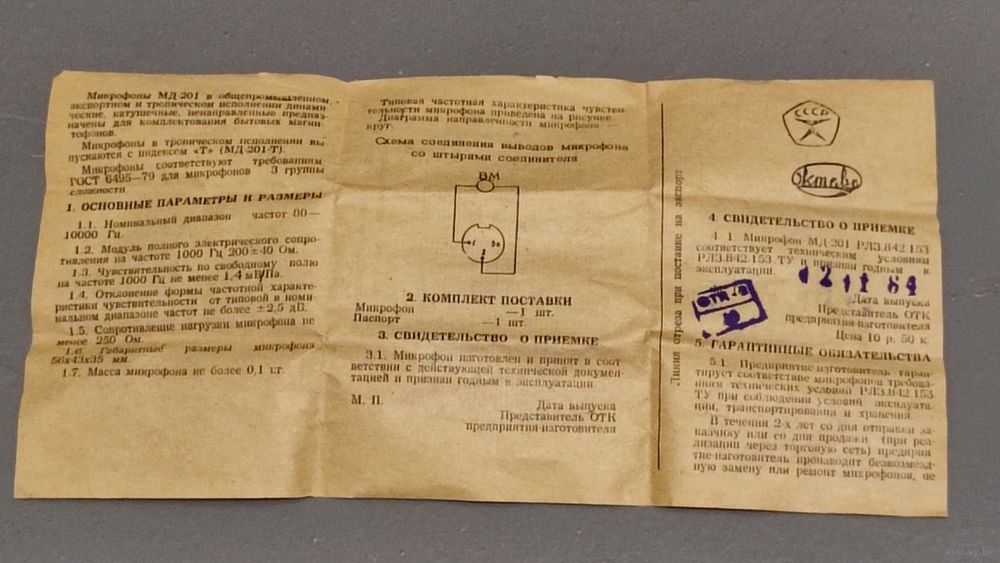 Микрофоны МД-201 в общепромышленном,
экспортном и тропическом исполнении динами-
ческие, катушечные, ненаправленные предназ-
начены для комплектования бытовых магни-
тофонов.
Микрофоны в тропическом исполнении вы
пускаются с индексом «Т» (МД-201-Т).
Микрофоны соответствуют требованиям
ГОСТ 6495—79 для микрофонов 3 группы
сложности
1. ОСНОВНЫЕ ПАРАМЕТРЫ И РАЗМЕРЫ
1.1. Номинальный диапазон частот 80—
10000 Гц.
1.2. Модуль полного электрического сопро-
тивления на частоте 1000 Гц 200±40 Ом.
1.3. Чувствительность по свободному полю
на частоте 1000 Гц не менее 1,4 мВ/Па.
1.4. Отклонение формы частотной характе-
ристики чувствительности от типовой в номи-
нальном диапазоне частот не более ±2,5 дБ.
1.5. Сопротивление нагрузки микрофона не
менее 250 Ом.
1.6. Габаритные размеры микрофона
56х43х35 мм.
1.7. Масса микрофона не более 0,1 кг.
Типовая частотная характеристика чувстви-
тельности микрофона приведена на рисунке.
Диаграмма направленности микрофона
круг.
Схема соединения выводов микрофона
со штырями соединителя
ВМ
2. КОМПЛЕКТ ПОСТАВКИ
Микрофон —1 шт.
Паспорт —1 шт.
3. СВИДЕТЕЛЬСТВО О ПРИЕМКЕ
3.1. Микрофон изготовлен и принят в соот
ветствии с действующей технической докумен-
тацией и признан годным к эксплуатации.
М. П. Дата выпуска
Представитель ОТК
предприятия-изготовителя
Линия отреза при поставке на экспорт
СССР
Октава
4. СВИДЕТЕЛЬСТВО О ПРИЕМКЕ
4.1 Микрофон МД-201 РЛЗ.842.153
соответствует техническим условиям
РЛЗ.842.153 ТУ и признан годным к
эксплуатации.
12 11 84
ОТК
Дата выпуска
Представитель ОТК
предприятия-изготовителя
Цена 10 р. 50 к.
5. ГАРАНТИЙНЫЕ ОБЯЗАТЕЛЬСТВА
5.1. Предприятие-изготовитель гаран-
тирует соответствие микрофонов требова-
ниям технических условий РЛЗ.842.153
ТУ при соблюдении условий эксплуата-
ции, транспортирования и хранения.
В течении 2-х лет со дня отправки за-
казчику или со дня продажи (при реа-
лизации через торговую сеть) предприя
тие-изготовитель производит безвозмезд-
ную замену или ремонт микрофонов, не
www.ay.by